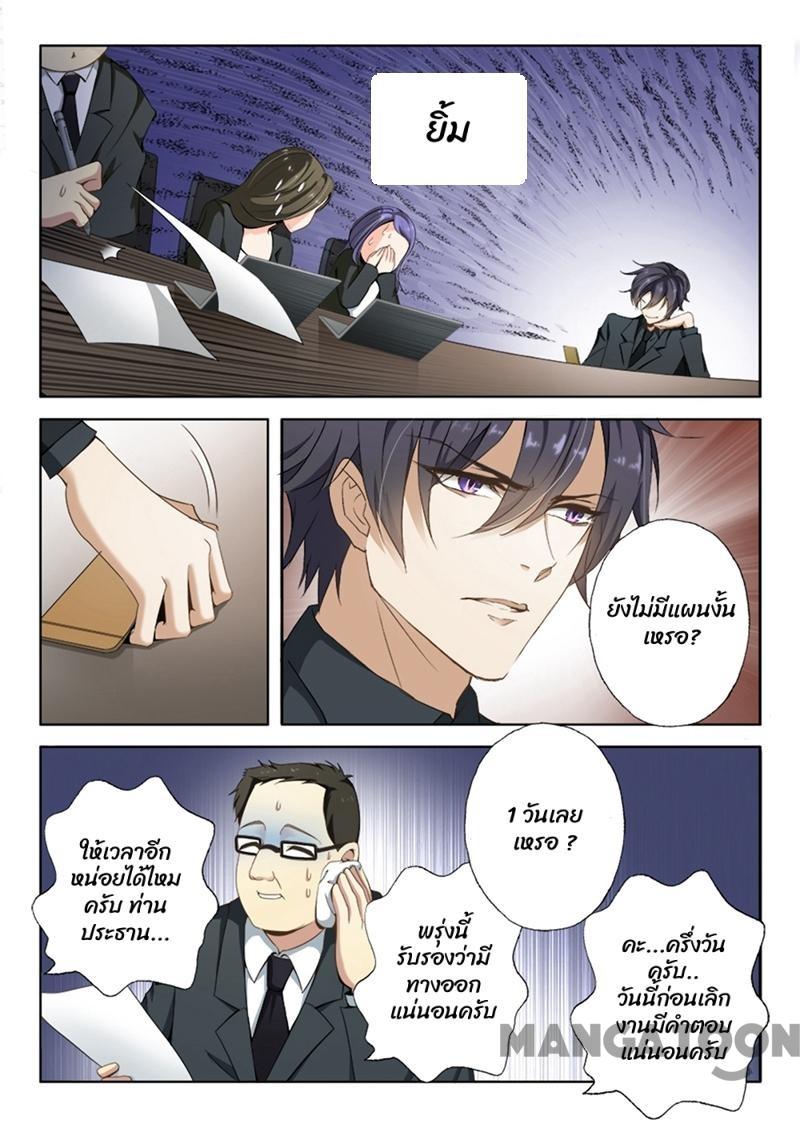 ยิ้ม
ยังไม่มีแผนงั้น
เหรอ?
ให้เวลาอีก
หน่อยได้ไหม
ครับ ท่าน
ประธาน...
พรุ่งนี้
รับรองว่ามี
ทางออก
แน่นอนครับ
1 วันเลย
เหรอ ?
คะ...ครึ่งวัน
ครับ..
วันนี้ก่อนเลิก
งานมีคำตอบ
แน่นอนครับ
MANGATOON